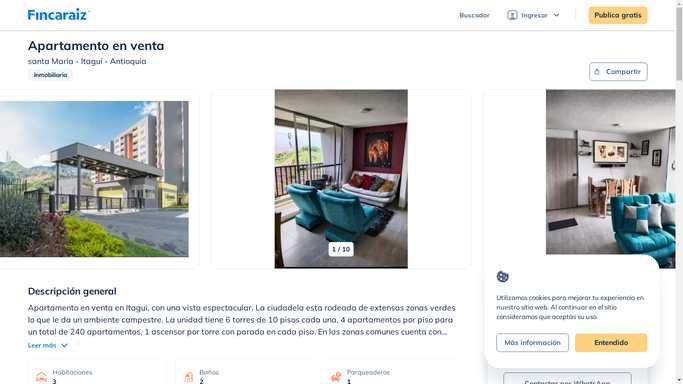 Fincaraiz
Buscador
Ingresar
Publica gratis
Apartamento en venta
santa Maria - Itagui - Antioquia
Inmobiliaria
Compartir
1 / 10
Descripción general
Apartamento en venta en Itagui, con una vista espectacular. La ciudadela esta rodeada de extensas zonas verdes
lo que le da un ambiente campestre. La unidad tiene 6 torres de 10 pisos cada una, 4 apartamentos por piso para
un total de 240 apartamentos, 1 ascensor por torre con parada en cada piso. En las zonas comunes cuenta con...
Leer más
Habitaciones
3
Baños
2
Parqueaderos
1
Utilizamos cookies para mejorar tu experiencia en
nuestro sitio web. Al continuar en el sitio
consideramos que aceptas su uso.
Más información
Entendido
Contactar por WhatsApp